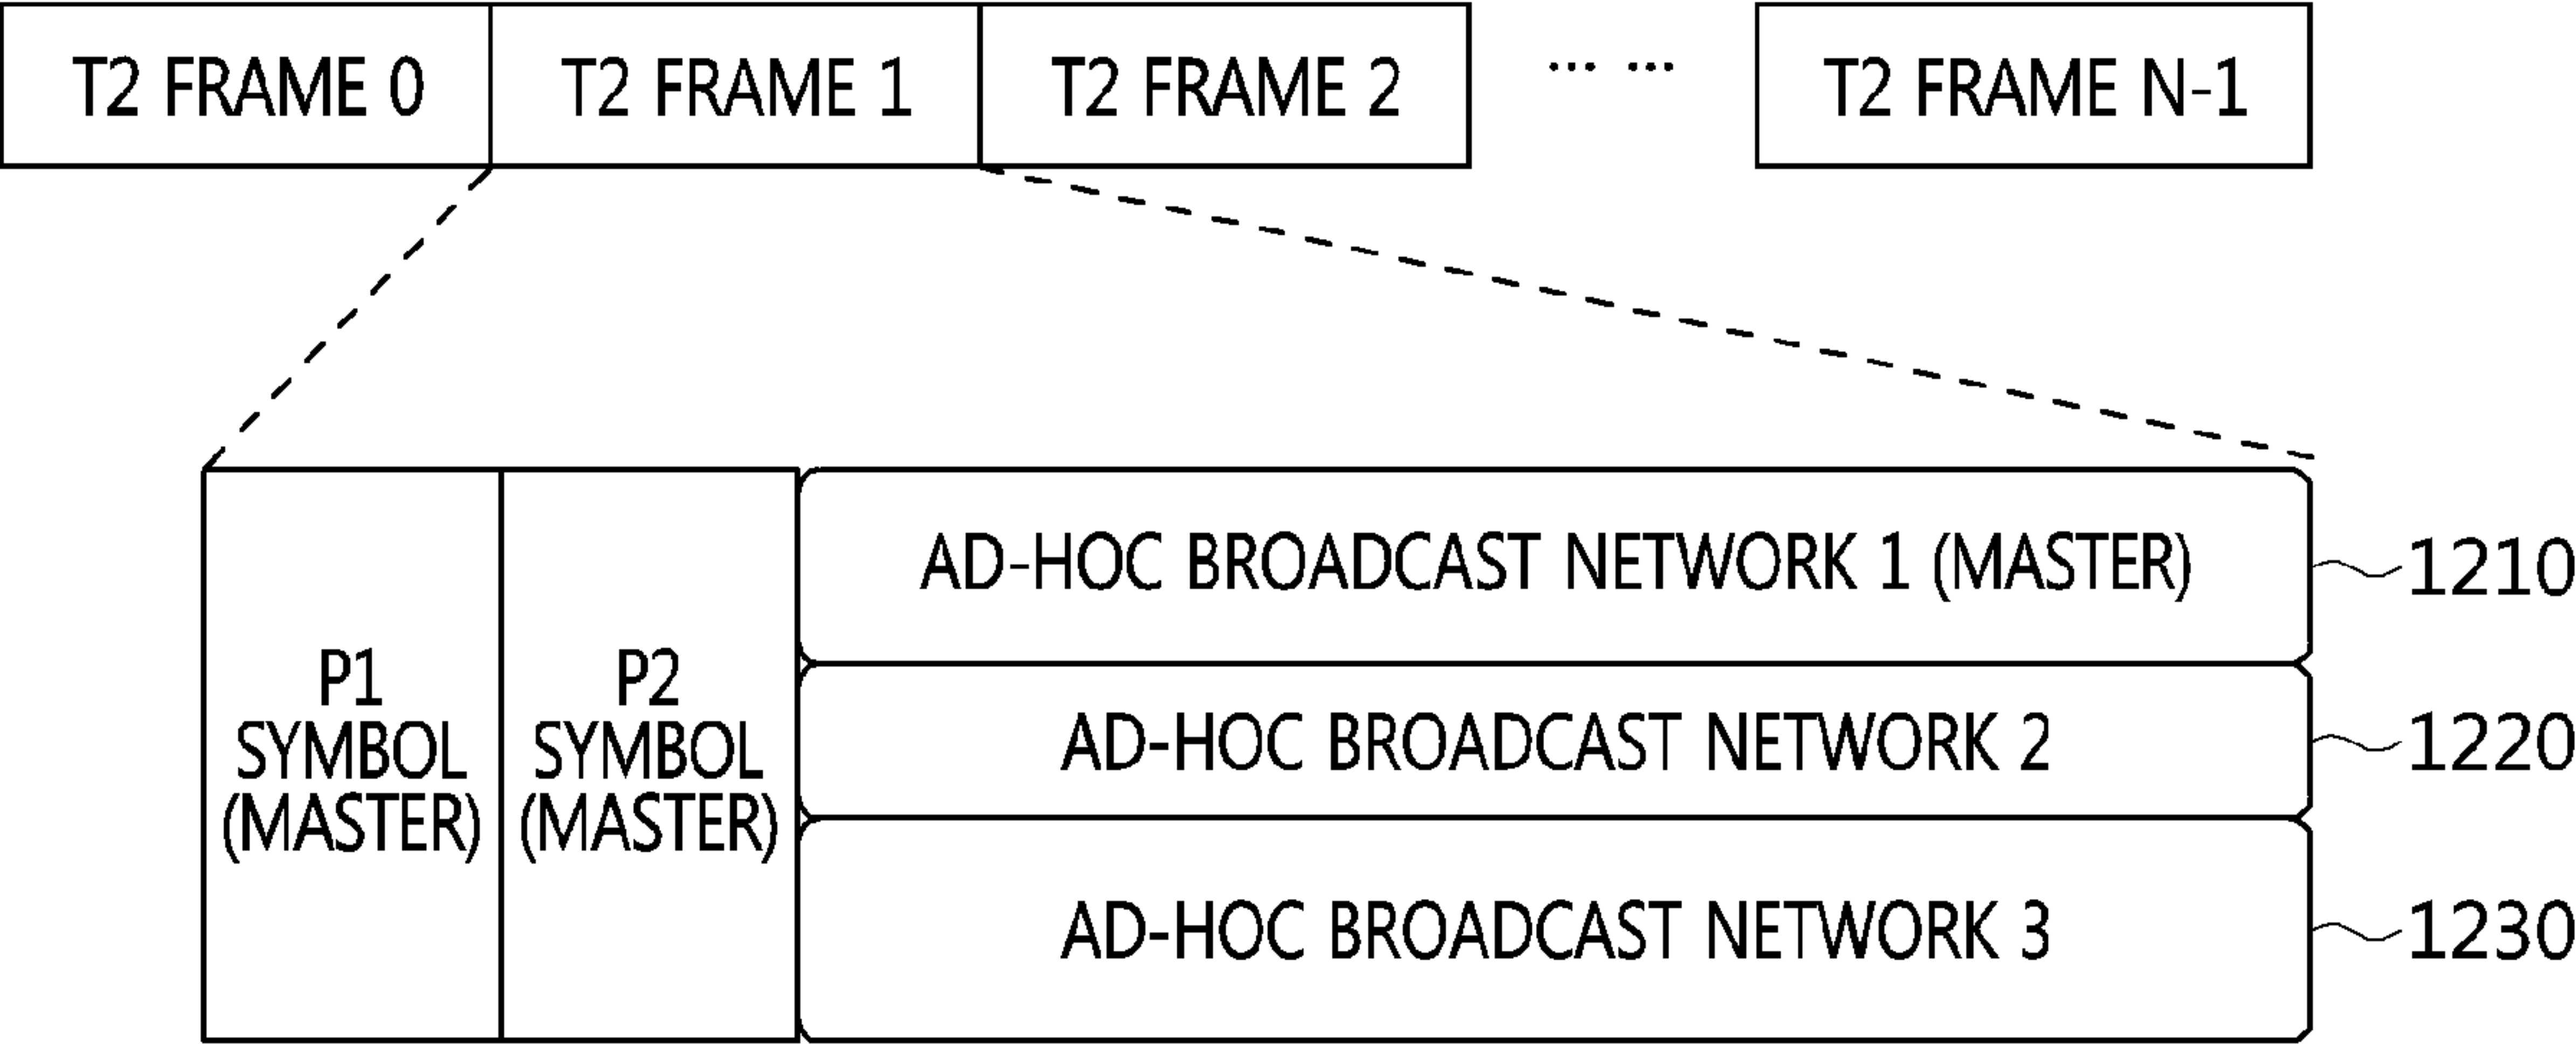 T2 FRAME 0
T2 FRAME 1
T2 FRAME 2
... ...
T2 FRAME N-1
P1
SYMBOL
(MASTER)
P2
SYMBOL
(MASTER)
AD-HOC BROADCAST NETWORK 1 (MASTER)
1210
AD-HOC BROADCAST NETWORK 2
1220
AD-HOC BROADCAST NETWORK 3
1230